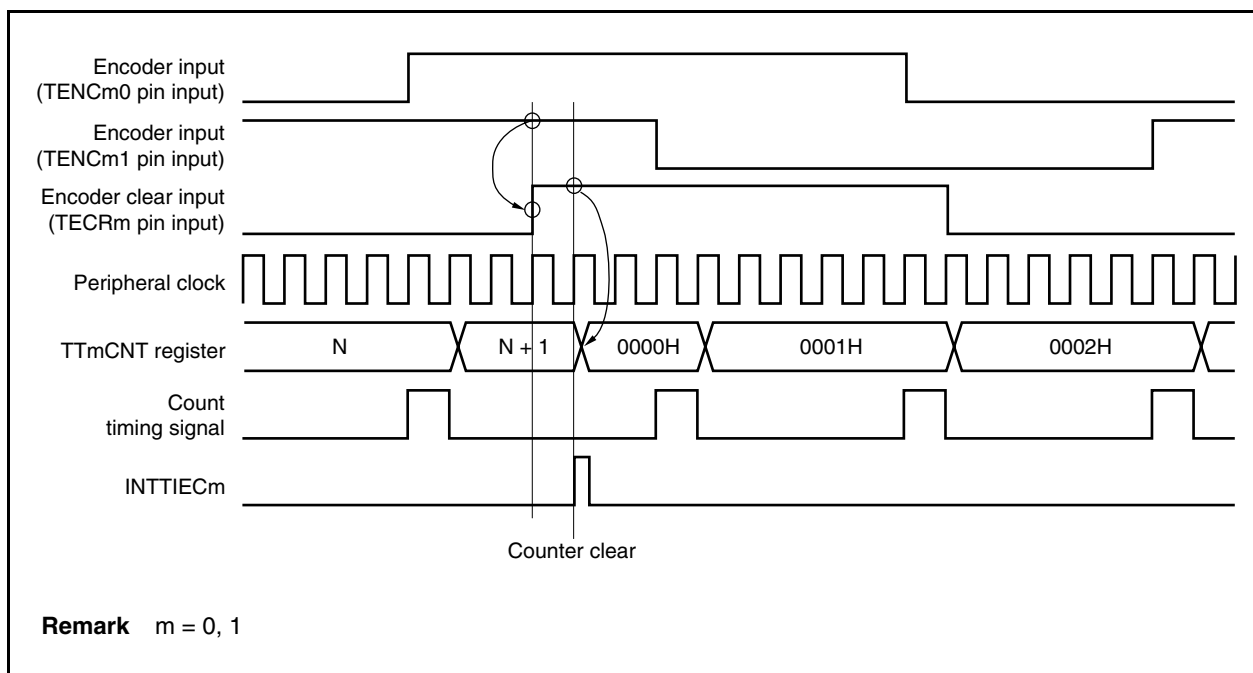 Encoder input
(TENCm0 pin input)
Encoder input
(TENCm1 pin input)
Encoder clear input
(TECRm pin input)
Peripheral clock
TTmCNT register
N
N + 1
0000H
0001H
0002H
Count
timing signal
INTTIECm
Counter clear
Remark m = 0, 1